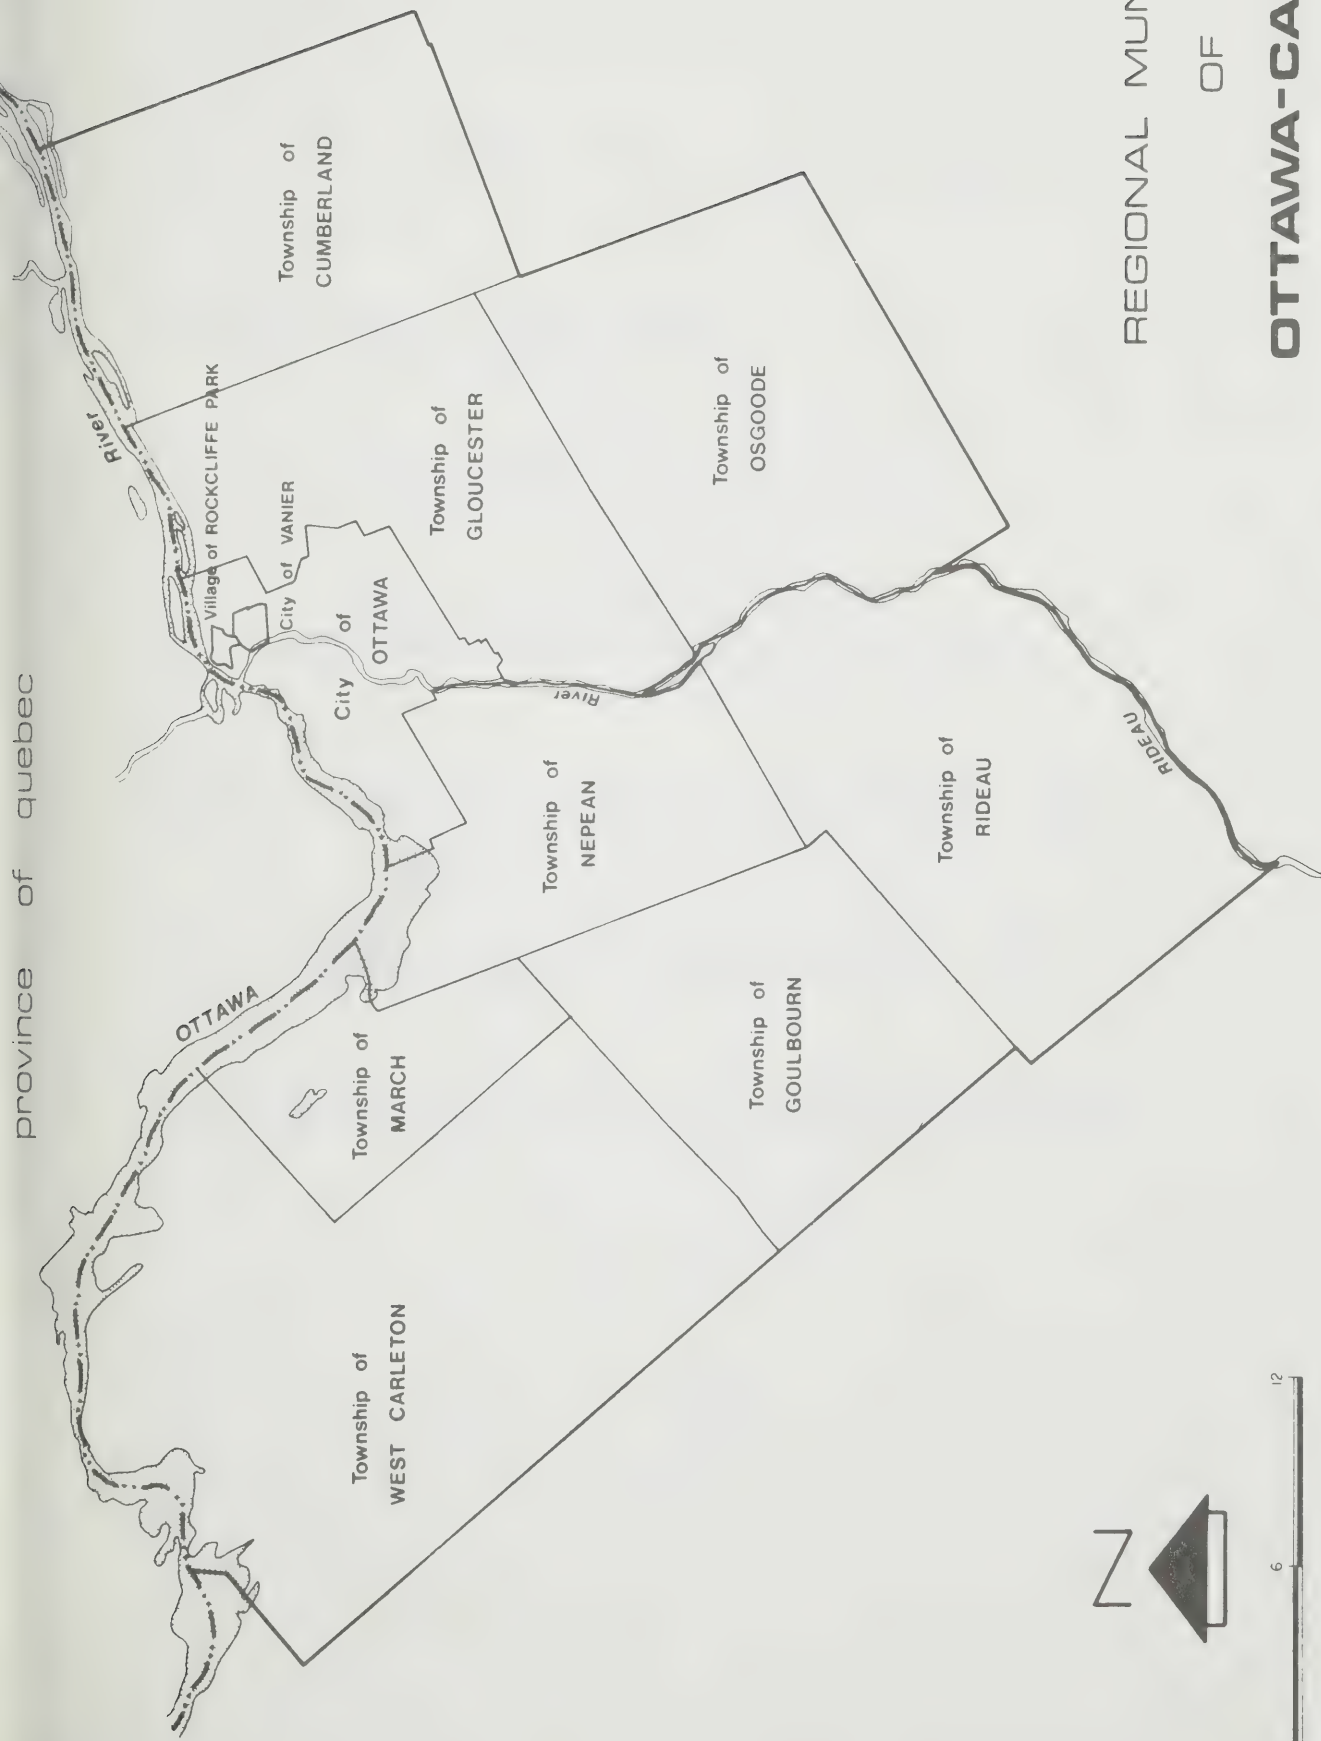 province of quebec
OTTAWA
River
Township of
WEST CARLETON
Township of
MARCH
Township of
GOULBOURN
Township of
NEPEAN
Township of
RIDEAU
City of
OTTAWA
Village of ROCKCLIFFE PARK
City of VANIER
Township of
GLOUCESTER
Township of
CUMBERLAND
Township of
OSGOODE
RIDEAU
River
N
6
12
REGIONAL MUN
OF
OTTAWA-CA